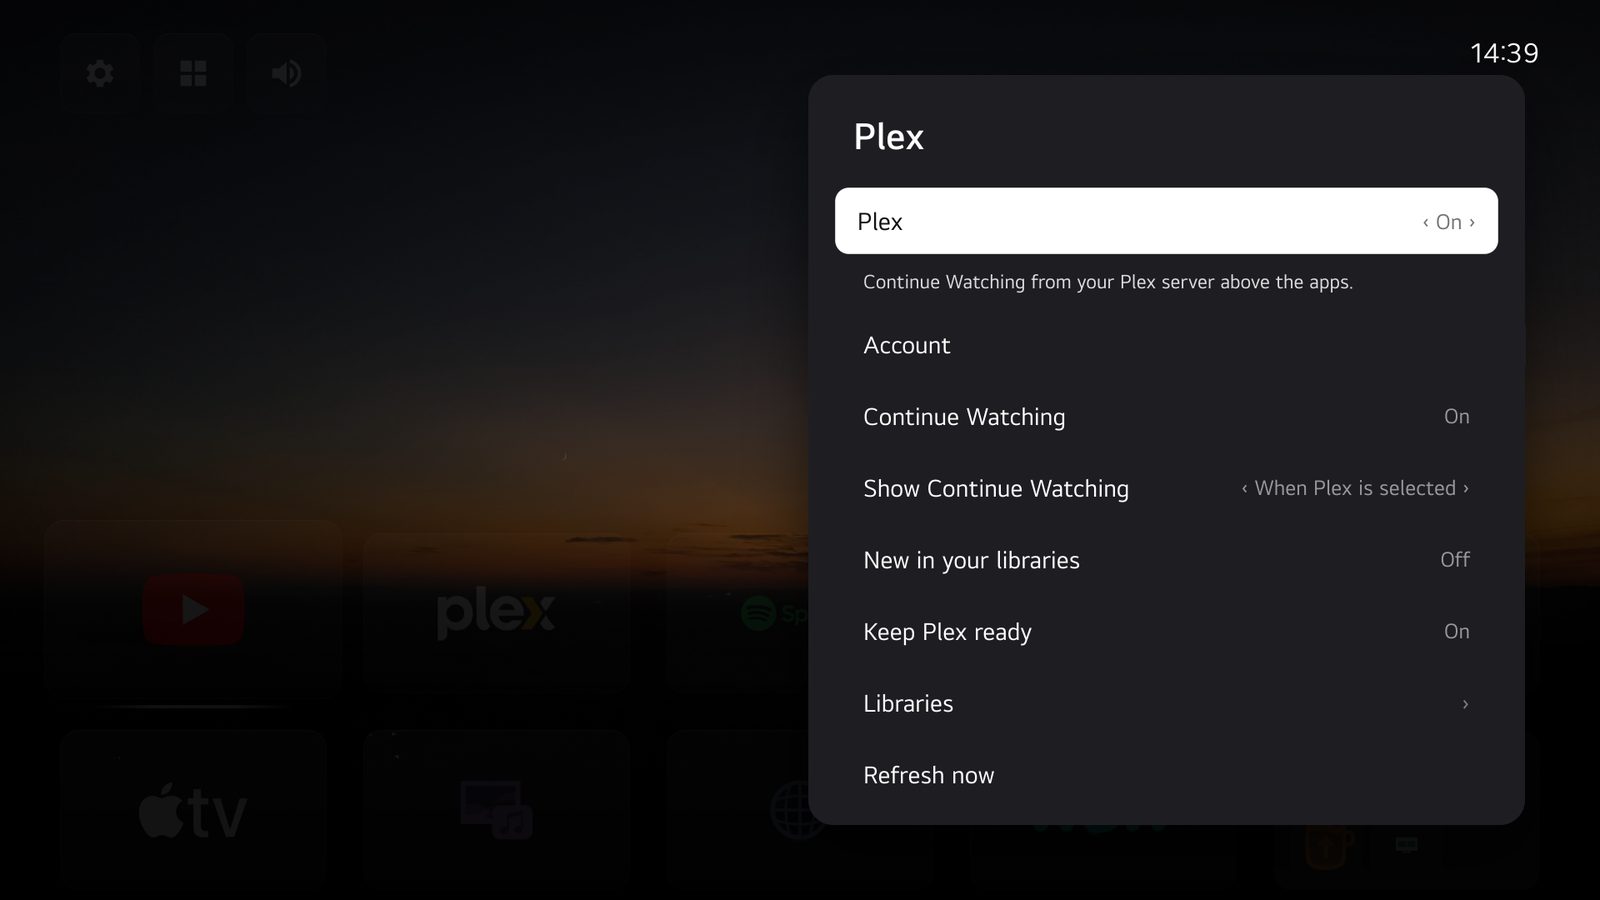 14:39
Plex
Plex ‹ On ›
Continue Watching from your Plex server above the apps.
Account
Continue Watching On
Show Continue Watching ‹ When Plex is selected ›
New in your libraries Off
Keep Plex ready On
Libraries ›
Refresh now
plex
Sp
tv